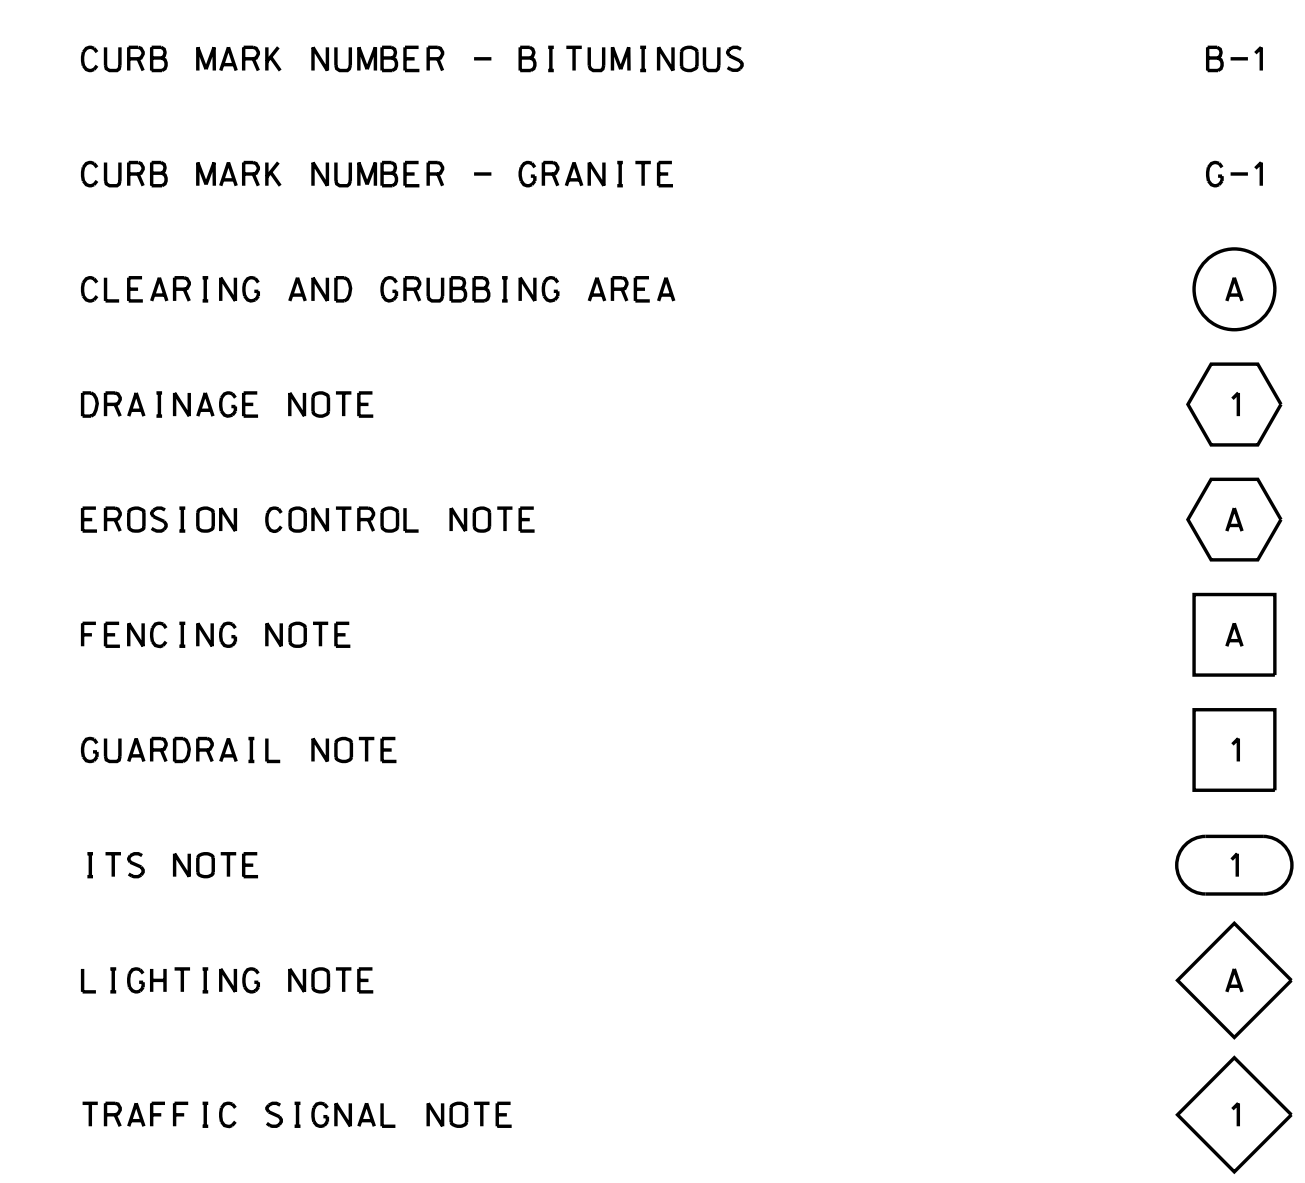 CURB MARK NUMBER - BITUMINOUS B-1
CURB MARK NUMBER - GRANITE G-1
CLEARING AND GRUBBING AREA A
DRAINAGE NOTE 1
EROSION CONTROL NOTE A
FENCING NOTE A
GUARDRAIL NOTE 1
ITS NOTE 1
LIGHTING NOTE A
TRAFFIC SIGNAL NOTE 1